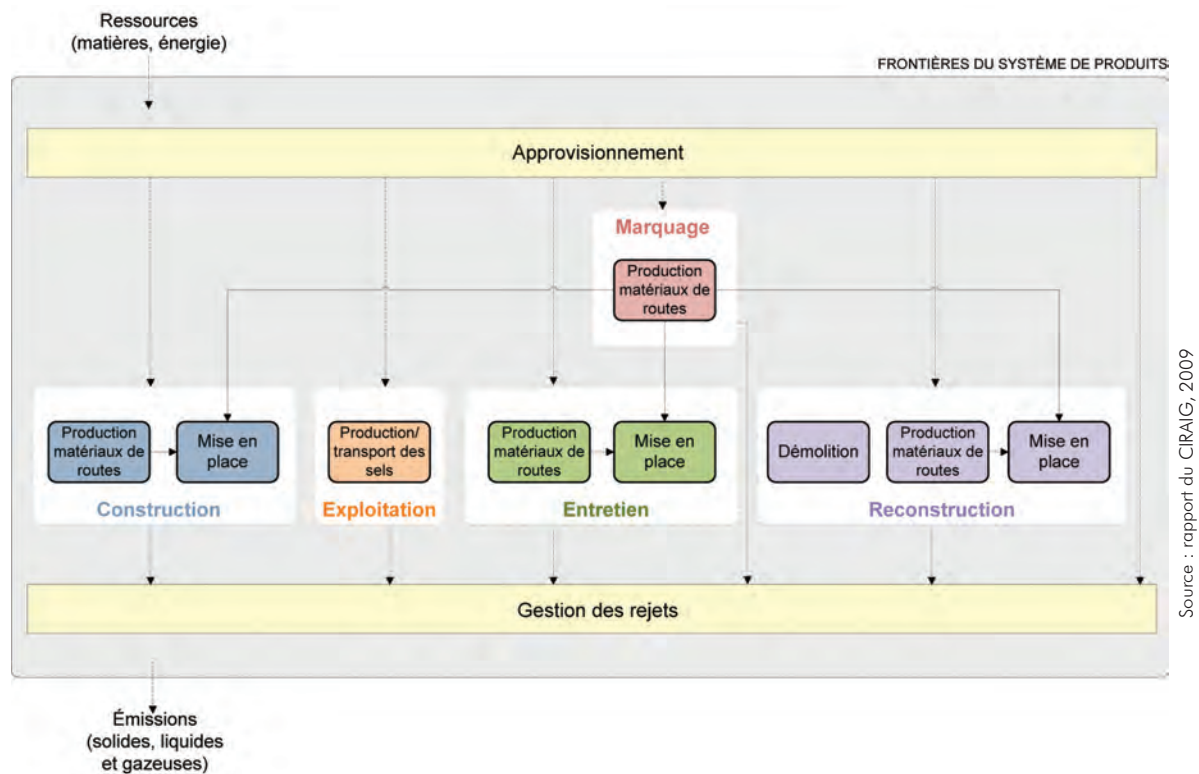 Ressources
(matières, énergie)
FRONTIÈRES DU SYSTÈME DE PRODUITS
Approvisionnement
Marquage
Production
matériaux de
routes
Production
matériaux de
routes
Mise en
place
Construction
Production/
transport des
sels
Exploitation
Production
matériaux de
routes
Mise en
place
Entretien
Démolition
Production
matériaux de
routes
Mise en
place
Reconstruction
Gestion des rejets
Émissions
(solides, liquides
et gazeuses)
Source : rapport du CIRAIG, 2009